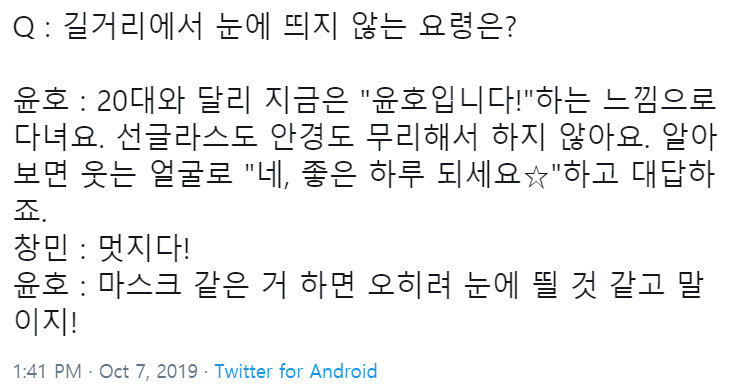 Q : 길거리에서 눈에 띄지 않는 요령은?
윤호 : 20대와 달리 지금은 "윤호입니다!"하는 느낌으로
다녀요. 선글라스도 안경도 무리해서 하지 않아요. 알아
보면 웃는 얼굴로 "네, 좋은 하루 되세요☆"하고 대답하
죠.
창민 : 멋지다!
윤호 : 마스크 같은 거 하면 오히려 눈에 띌 것 같고 말
이지!
1:41 PM · Oct 7, 2019 · Twitter for Android